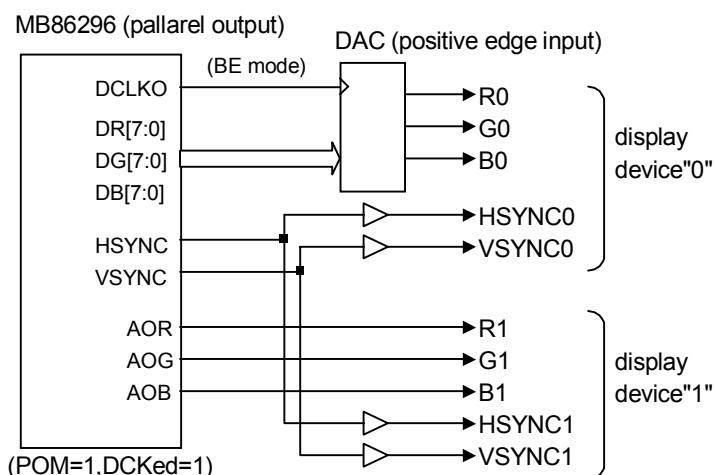 MB86296 (pallarel output)
DAC (positive edge input)
(BE mode)
DCLKO
DR[7:0]
DG[7:0]
DB[7:0]
HSYNC
VSYNC
AOR
AOG
AOB
R0
G0
B0
HSYNC0
VSYNC0
display
device"0"
R1
G1
B1
HSYNC1
VSYNC1
display
device"1"
(POM=1,DCKed=1)